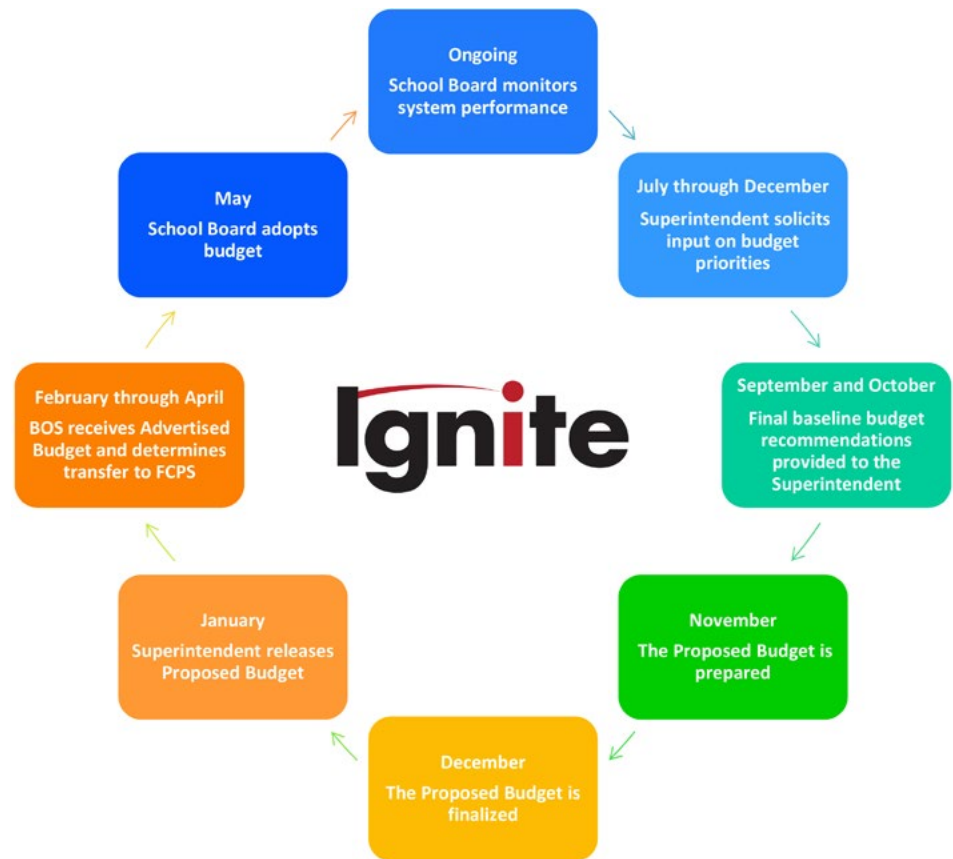 Ongoing
School Board monitors
system performance
July through December
Superintendent solicits
input on budget
priorities
September and October
Final baseline budget
recommendations
provided to the
Superintendent
November
The Proposed Budget is
prepared
December
The Proposed Budget is
finalized
January
Superintendent releases
Proposed Budget
February through April
BOS receives Advertised
Budget and determines
transfer to FCPS
May
School Board adopts
budget
Ignite